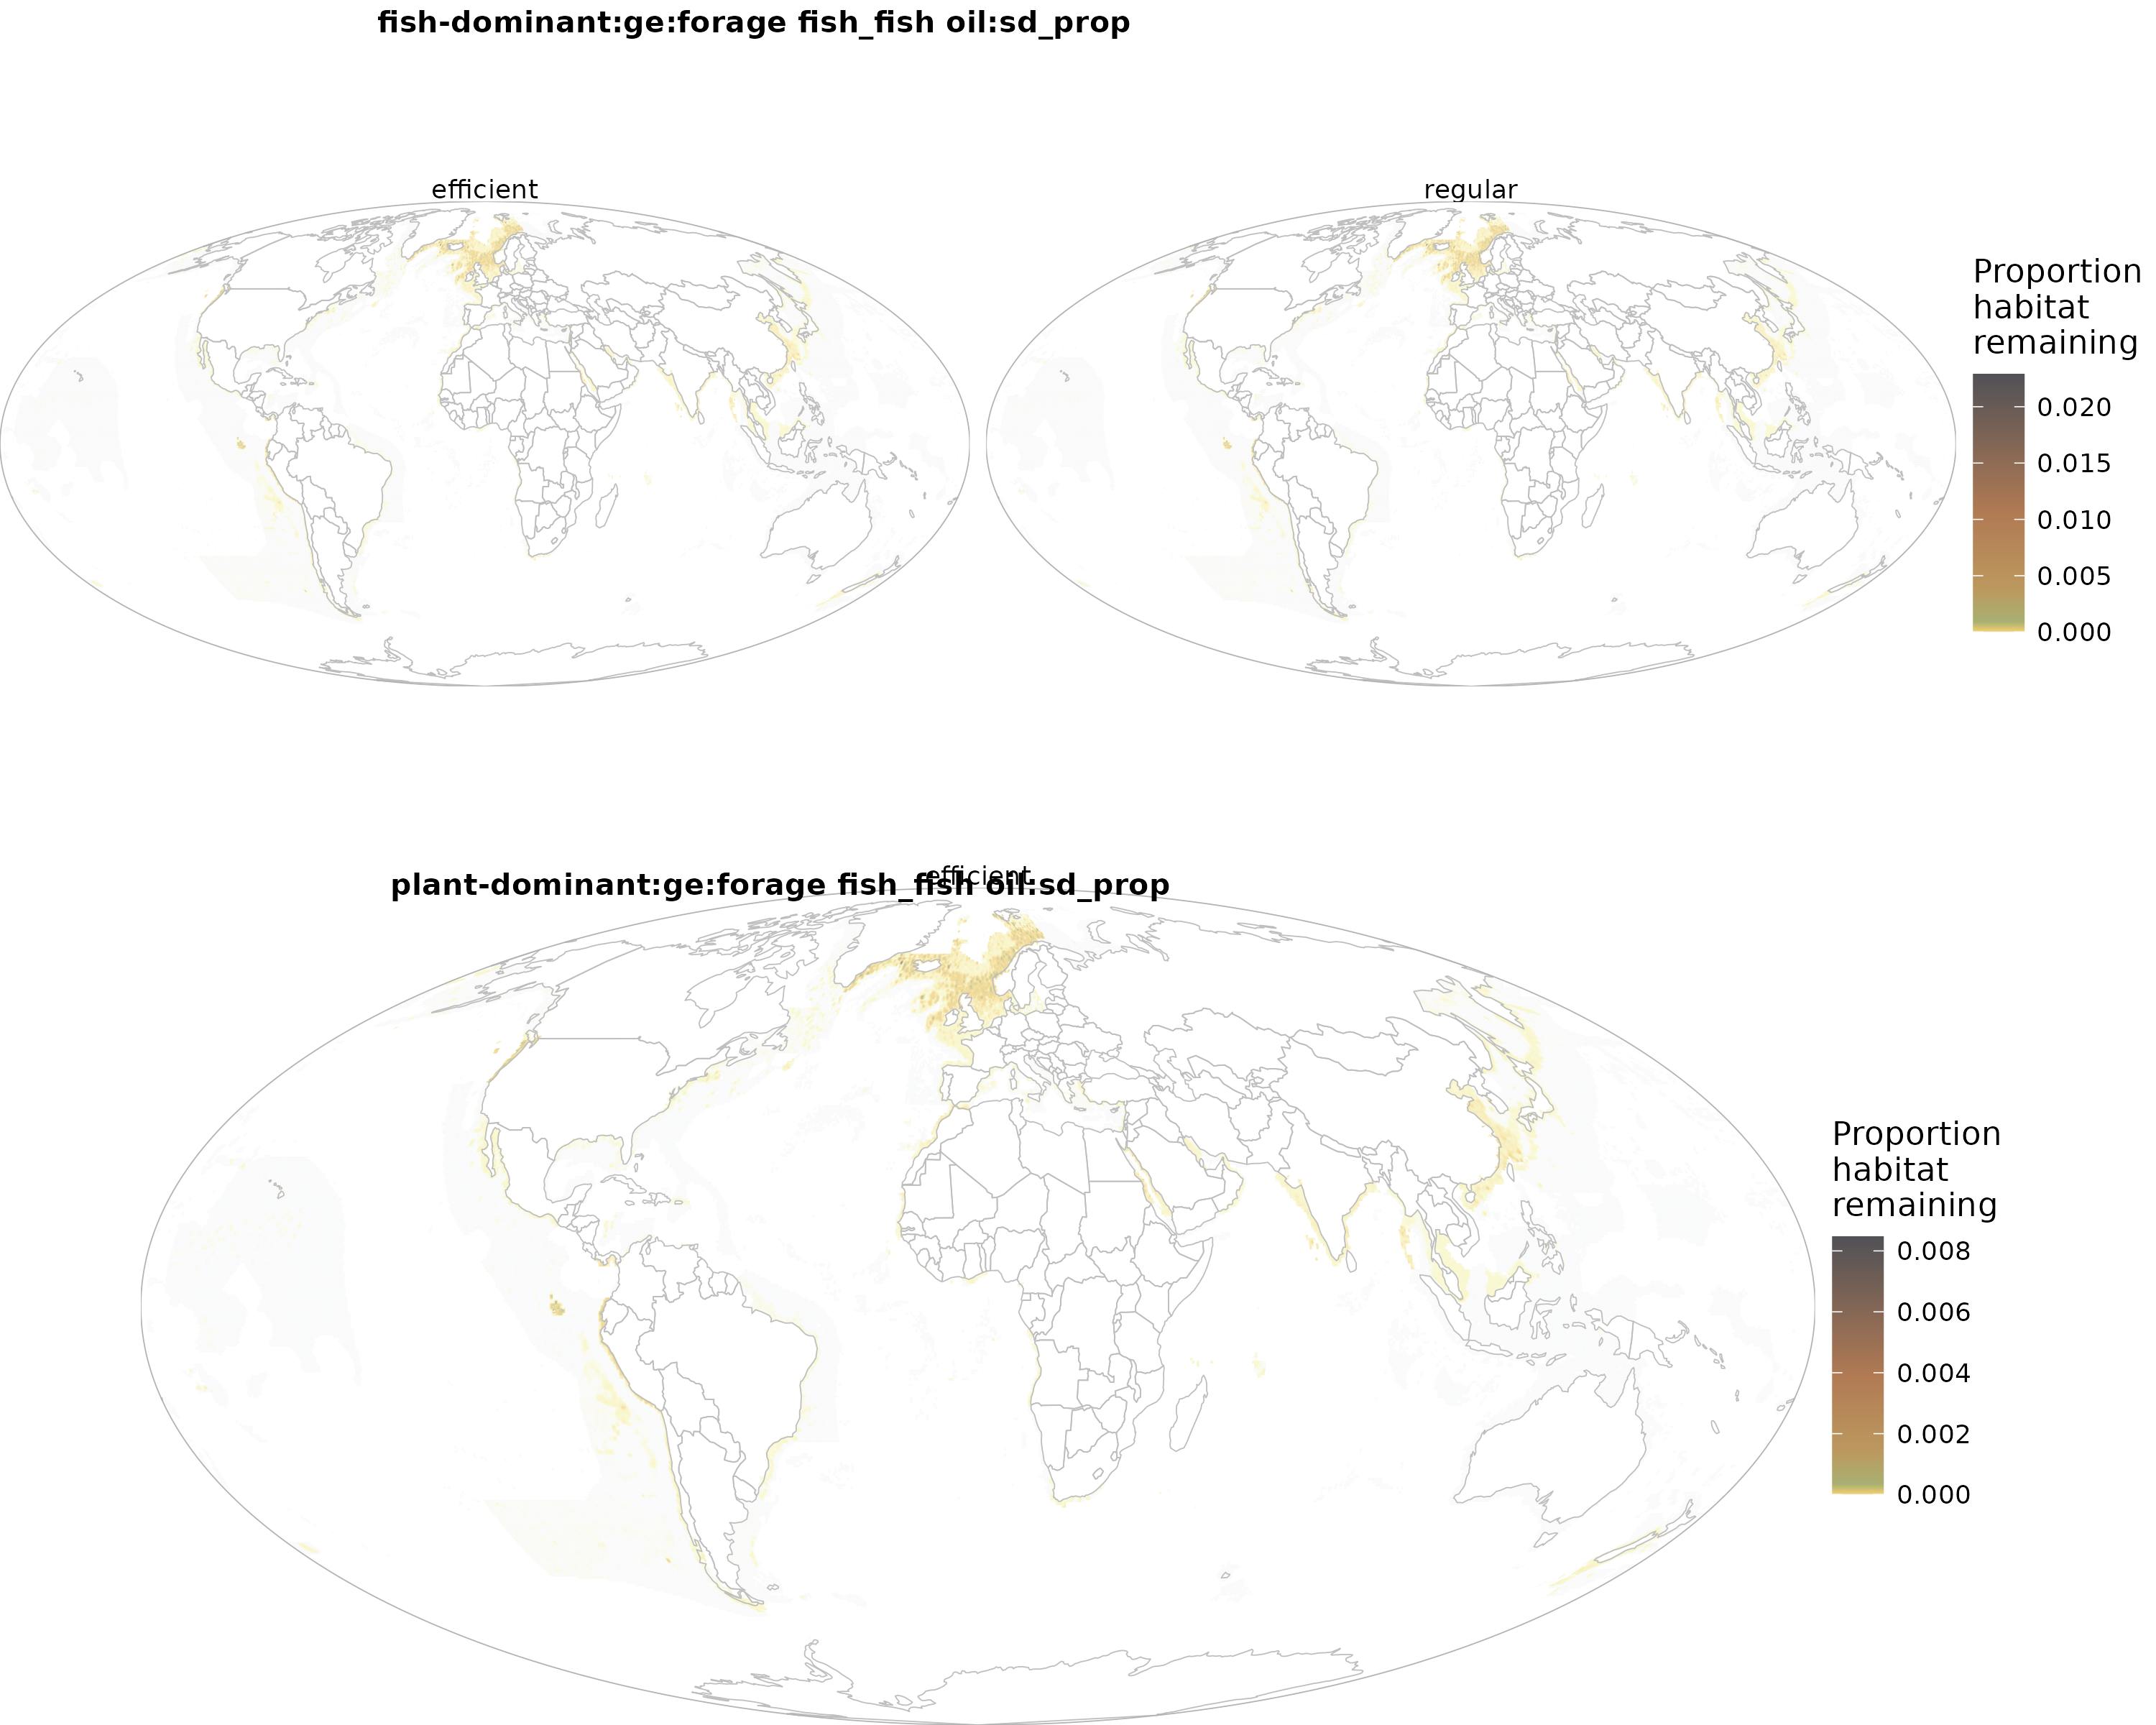 fish-dominant:ge:forage fish_fish oil:sd_prop
efficient
regular
Proportion
habitat
remaining
0.020
0.015
0.010
0.005
0.000
efficient
plant-dominant:ge:forage fish_fish oil:sd_prop
Proportion
habitat
remaining
0.008
0.006
0.004
0.002
0.000